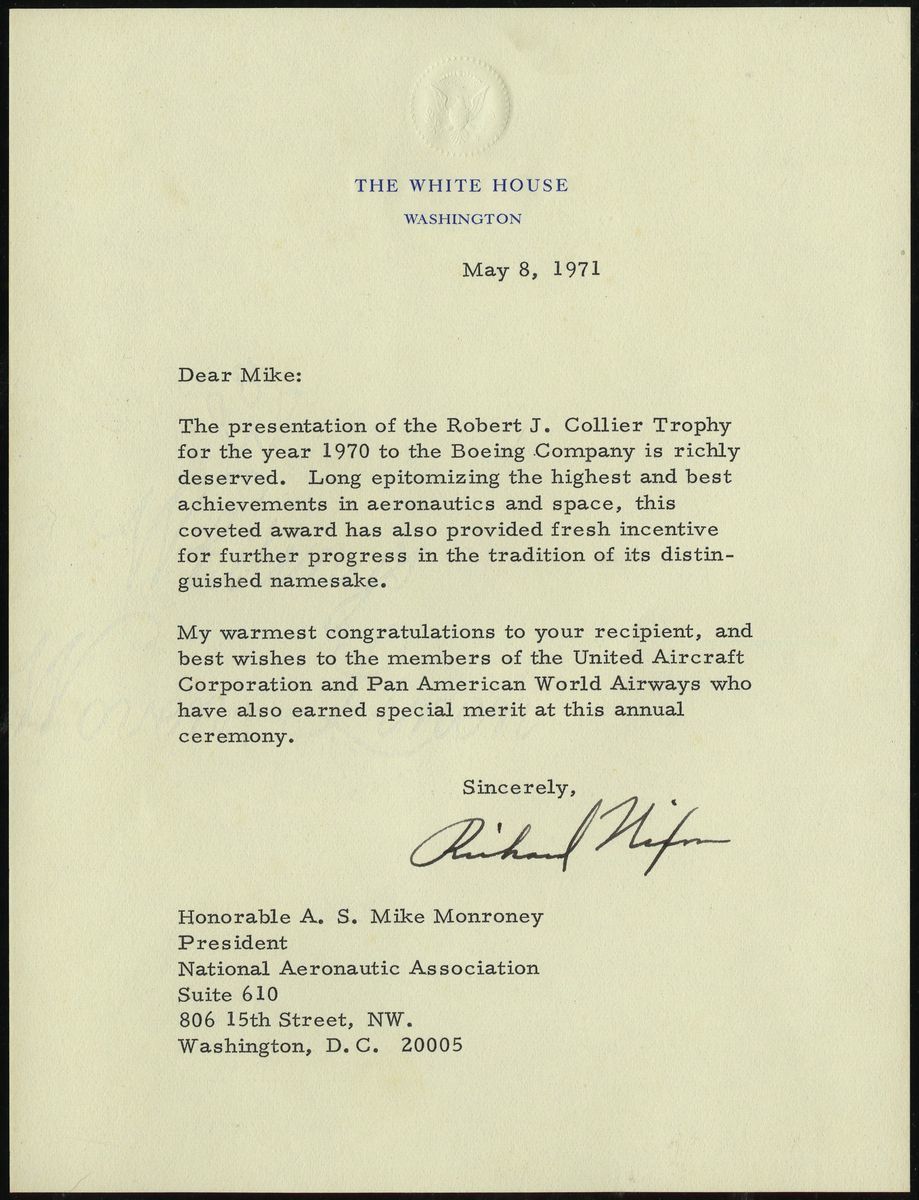 THE WHITE HOUSE
WASHINGTON
May 8, 1971
Dear Mike:
The presentation of the Robert J. Collier Trophy
for the year 1970 to the Boeing Company is richly
deserved. Long epitomizing the highest and best
achievements in aeronautics and space, this
coveted award has also provided fresh incentive
for further progress in the tradition of its distin-
guished namesake.
My warmest congratulations to your recipient, and
best wishes to the members of the United Aircraft
Corporation and Pan American World Airways who
have also earned special merit at this annual
ceremony.
Sincerely,
Richard Nixon
Honorable A. S. Mike Monroney
President
National Aeronautic Association
Suite 610
806 15th Street, NW.
Washington, D. C. 20005